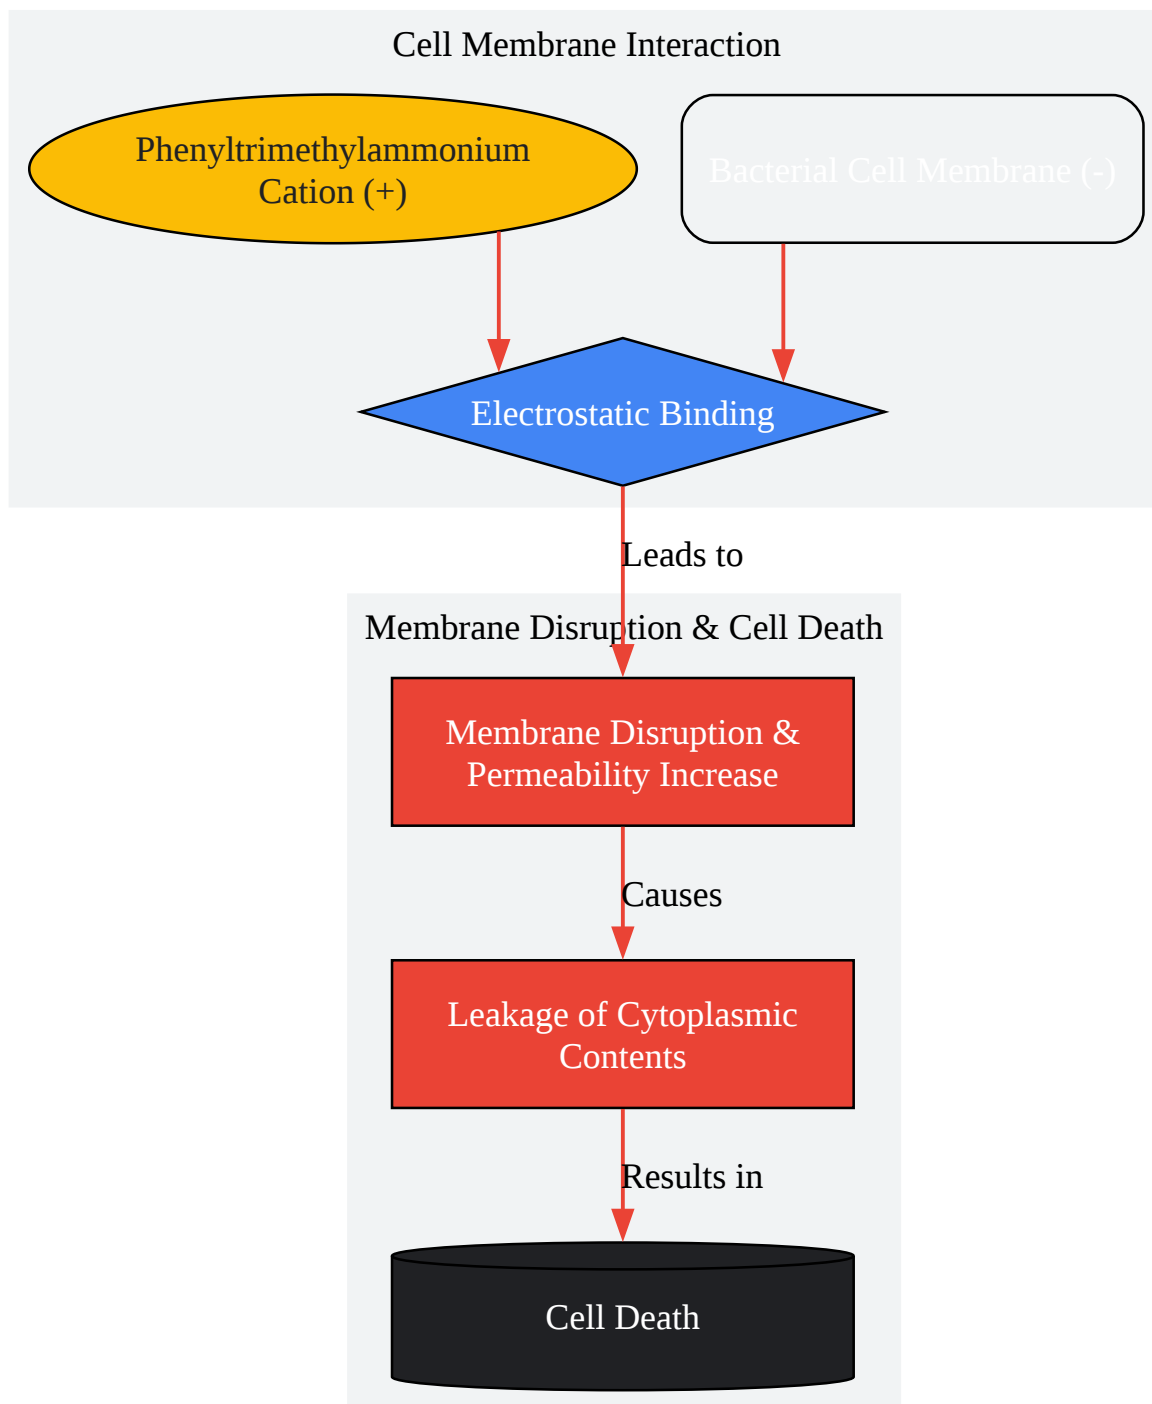 Cell Membrane Interaction
Phenyltrimethylammonium
Cation (+)
Bacterial Cell Membrane (-)
Electrostatic Binding
Leads to
Membrane Disruption & Cell Death
Membrane Disruption &
Permeability Increase
Causes
Leakage of Cytoplasmic
Contents
Results in
Cell Death